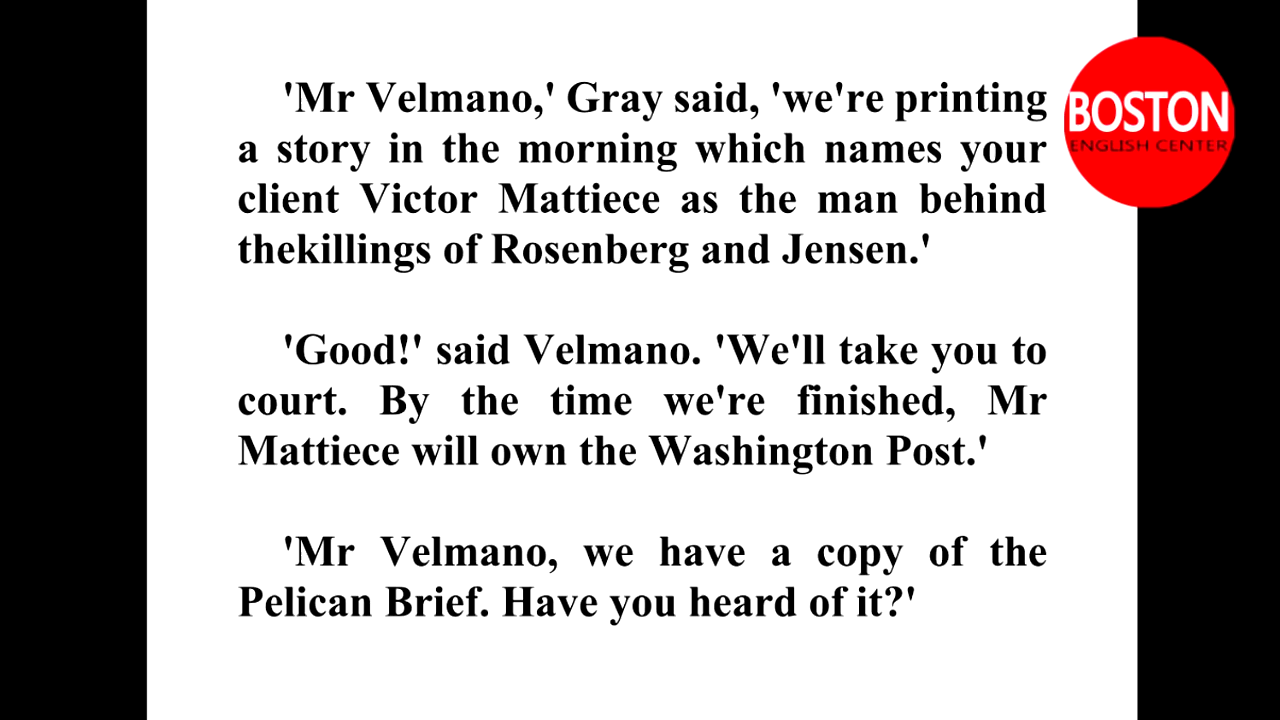 'Mr Velmano,' Gray said, 'we're printing
a story in the morning which names your
client Victor Mattiece as the man behind
thekillings of Rosenberg and Jensen.'
'Good!' said Velmano. 'We'll take you to
court. By the time we're finished, Mr
Mattiece will own the Washington Post.'
'Mr Velmano, we have a copy of the
Pelican Brief. Have you heard of it?'
BOSTON
ENGLISH CENTER